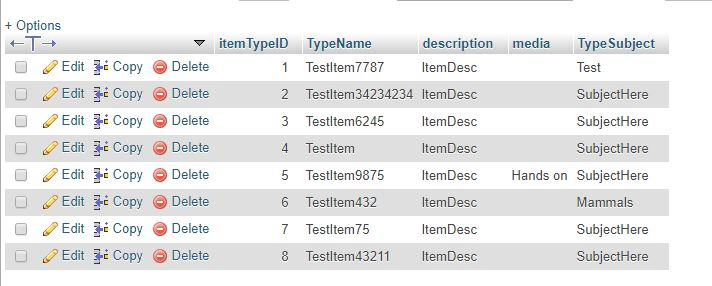 + Options
itemTypeID TypeName description media TypeSubject
Edit Copy Delete 1 TestItem7787 ItemDesc Test
Edit Copy Delete 2 TestItem34234234 ItemDesc SubjectHere
Edit Copy Delete 3 TestItem6245 ItemDesc SubjectHere
Edit Copy Delete 4 TestItem ItemDesc SubjectHere
Edit Copy Delete 5 TestItem9875 ItemDesc Hands on SubjectHere
Edit Copy Delete 6 TestItem432 ItemDesc Mammals
Edit Copy Delete 7 TestItem75 ItemDesc SubjectHere
Edit Copy Delete 8 TestItem43211 ItemDesc SubjectHere